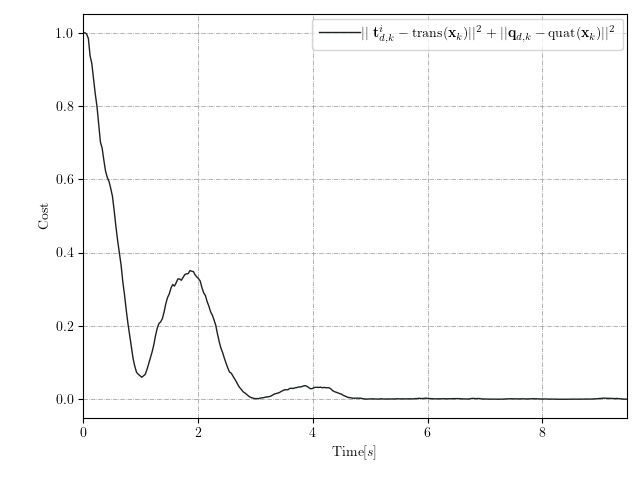 || t^i_{d,k} − trans(x_k)||^2 + ||q_{d,k} − quat(x_k)||^2
1.0
0.8
0.6
0.4
0.2
0.0
Cost
0 2 4 6 8
Time[s]